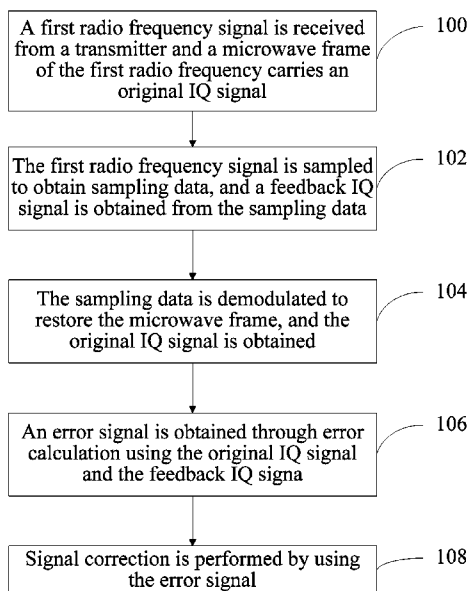 A first radio frequency signal is received
from a transmitter and a microwave frame
of the first radio frequency carries an
original IQ signal
100
The first radio frequency signal is sampled
to obtain sampling data, and a feedback IQ
signal is obtained from the sampling data
102
The sampling data is demodulated to
restore the microwave frame, and the
original IQ signal is obtained
104
An error signal is obtained through error
calculation using the original IQ signal
and the feedback IQ signa
106
Signal correction is performed by using
the error signal
108